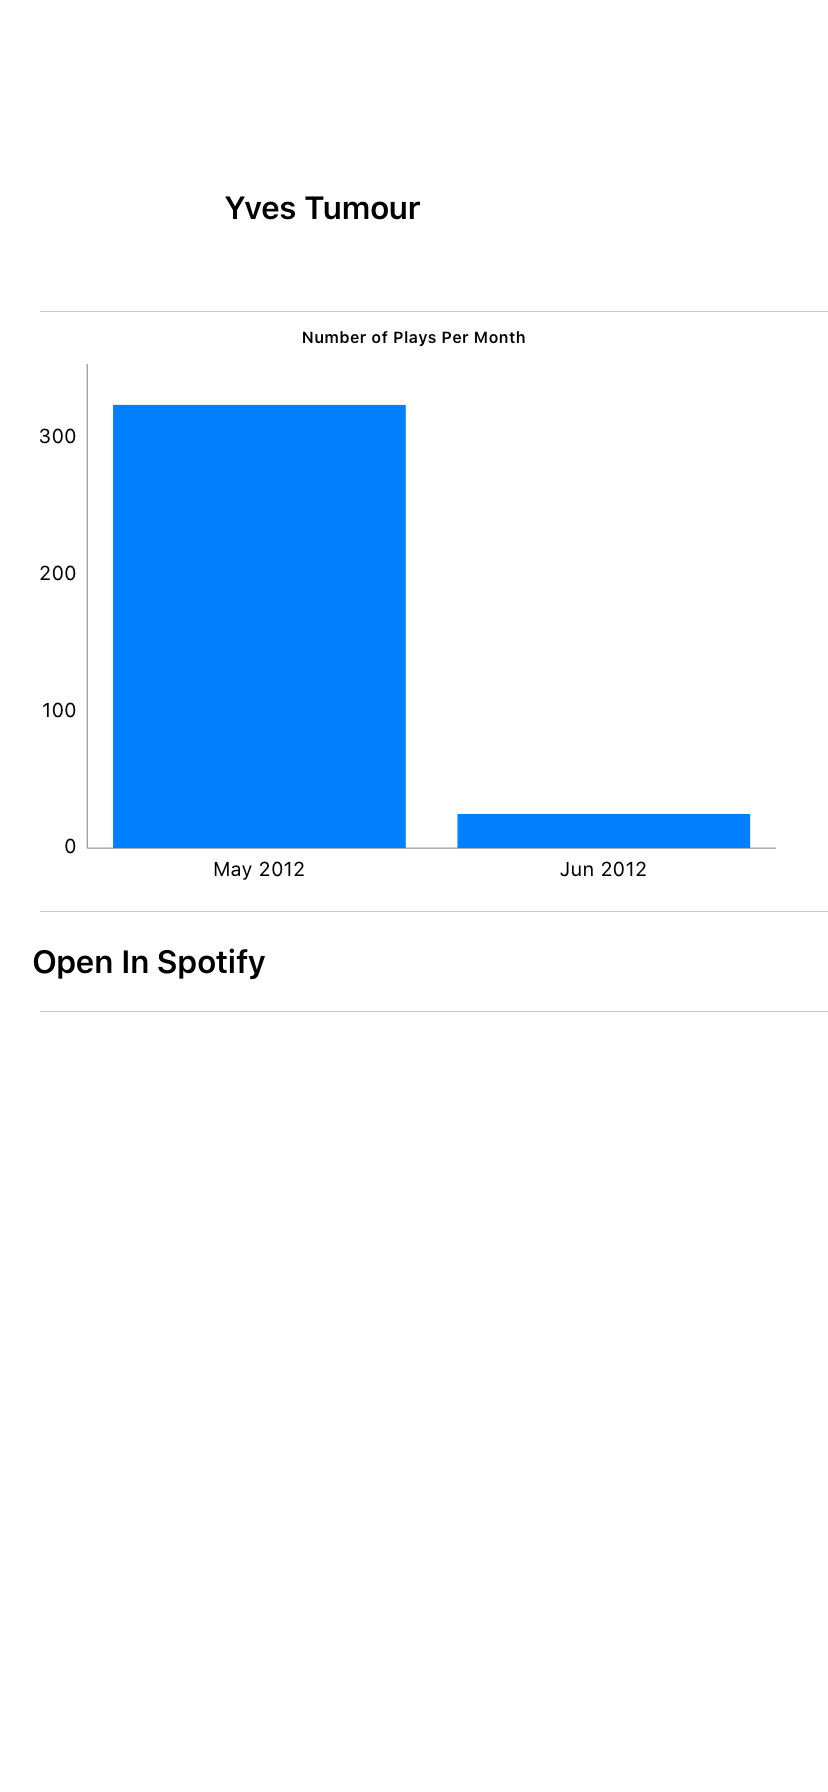 Yves Tumour
Number of Plays Per Month
300
200
100
0
May 2012
Jun 2012
Open In Spotify